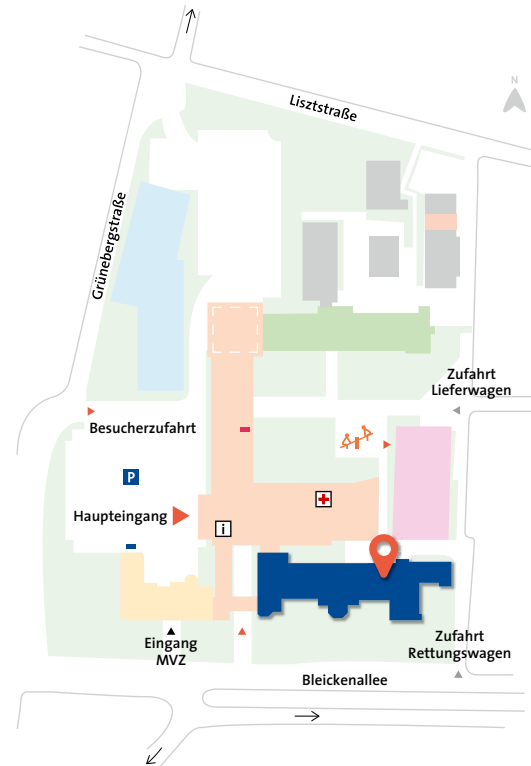 N
Lisztstraße
Grünebergstraße
Zufahrt
Lieferwagen
Besucherzufahrt
P
Haupteingang
i
Eingang
MVZ
Zufahrt
Rettungswagen
Bleickenallee